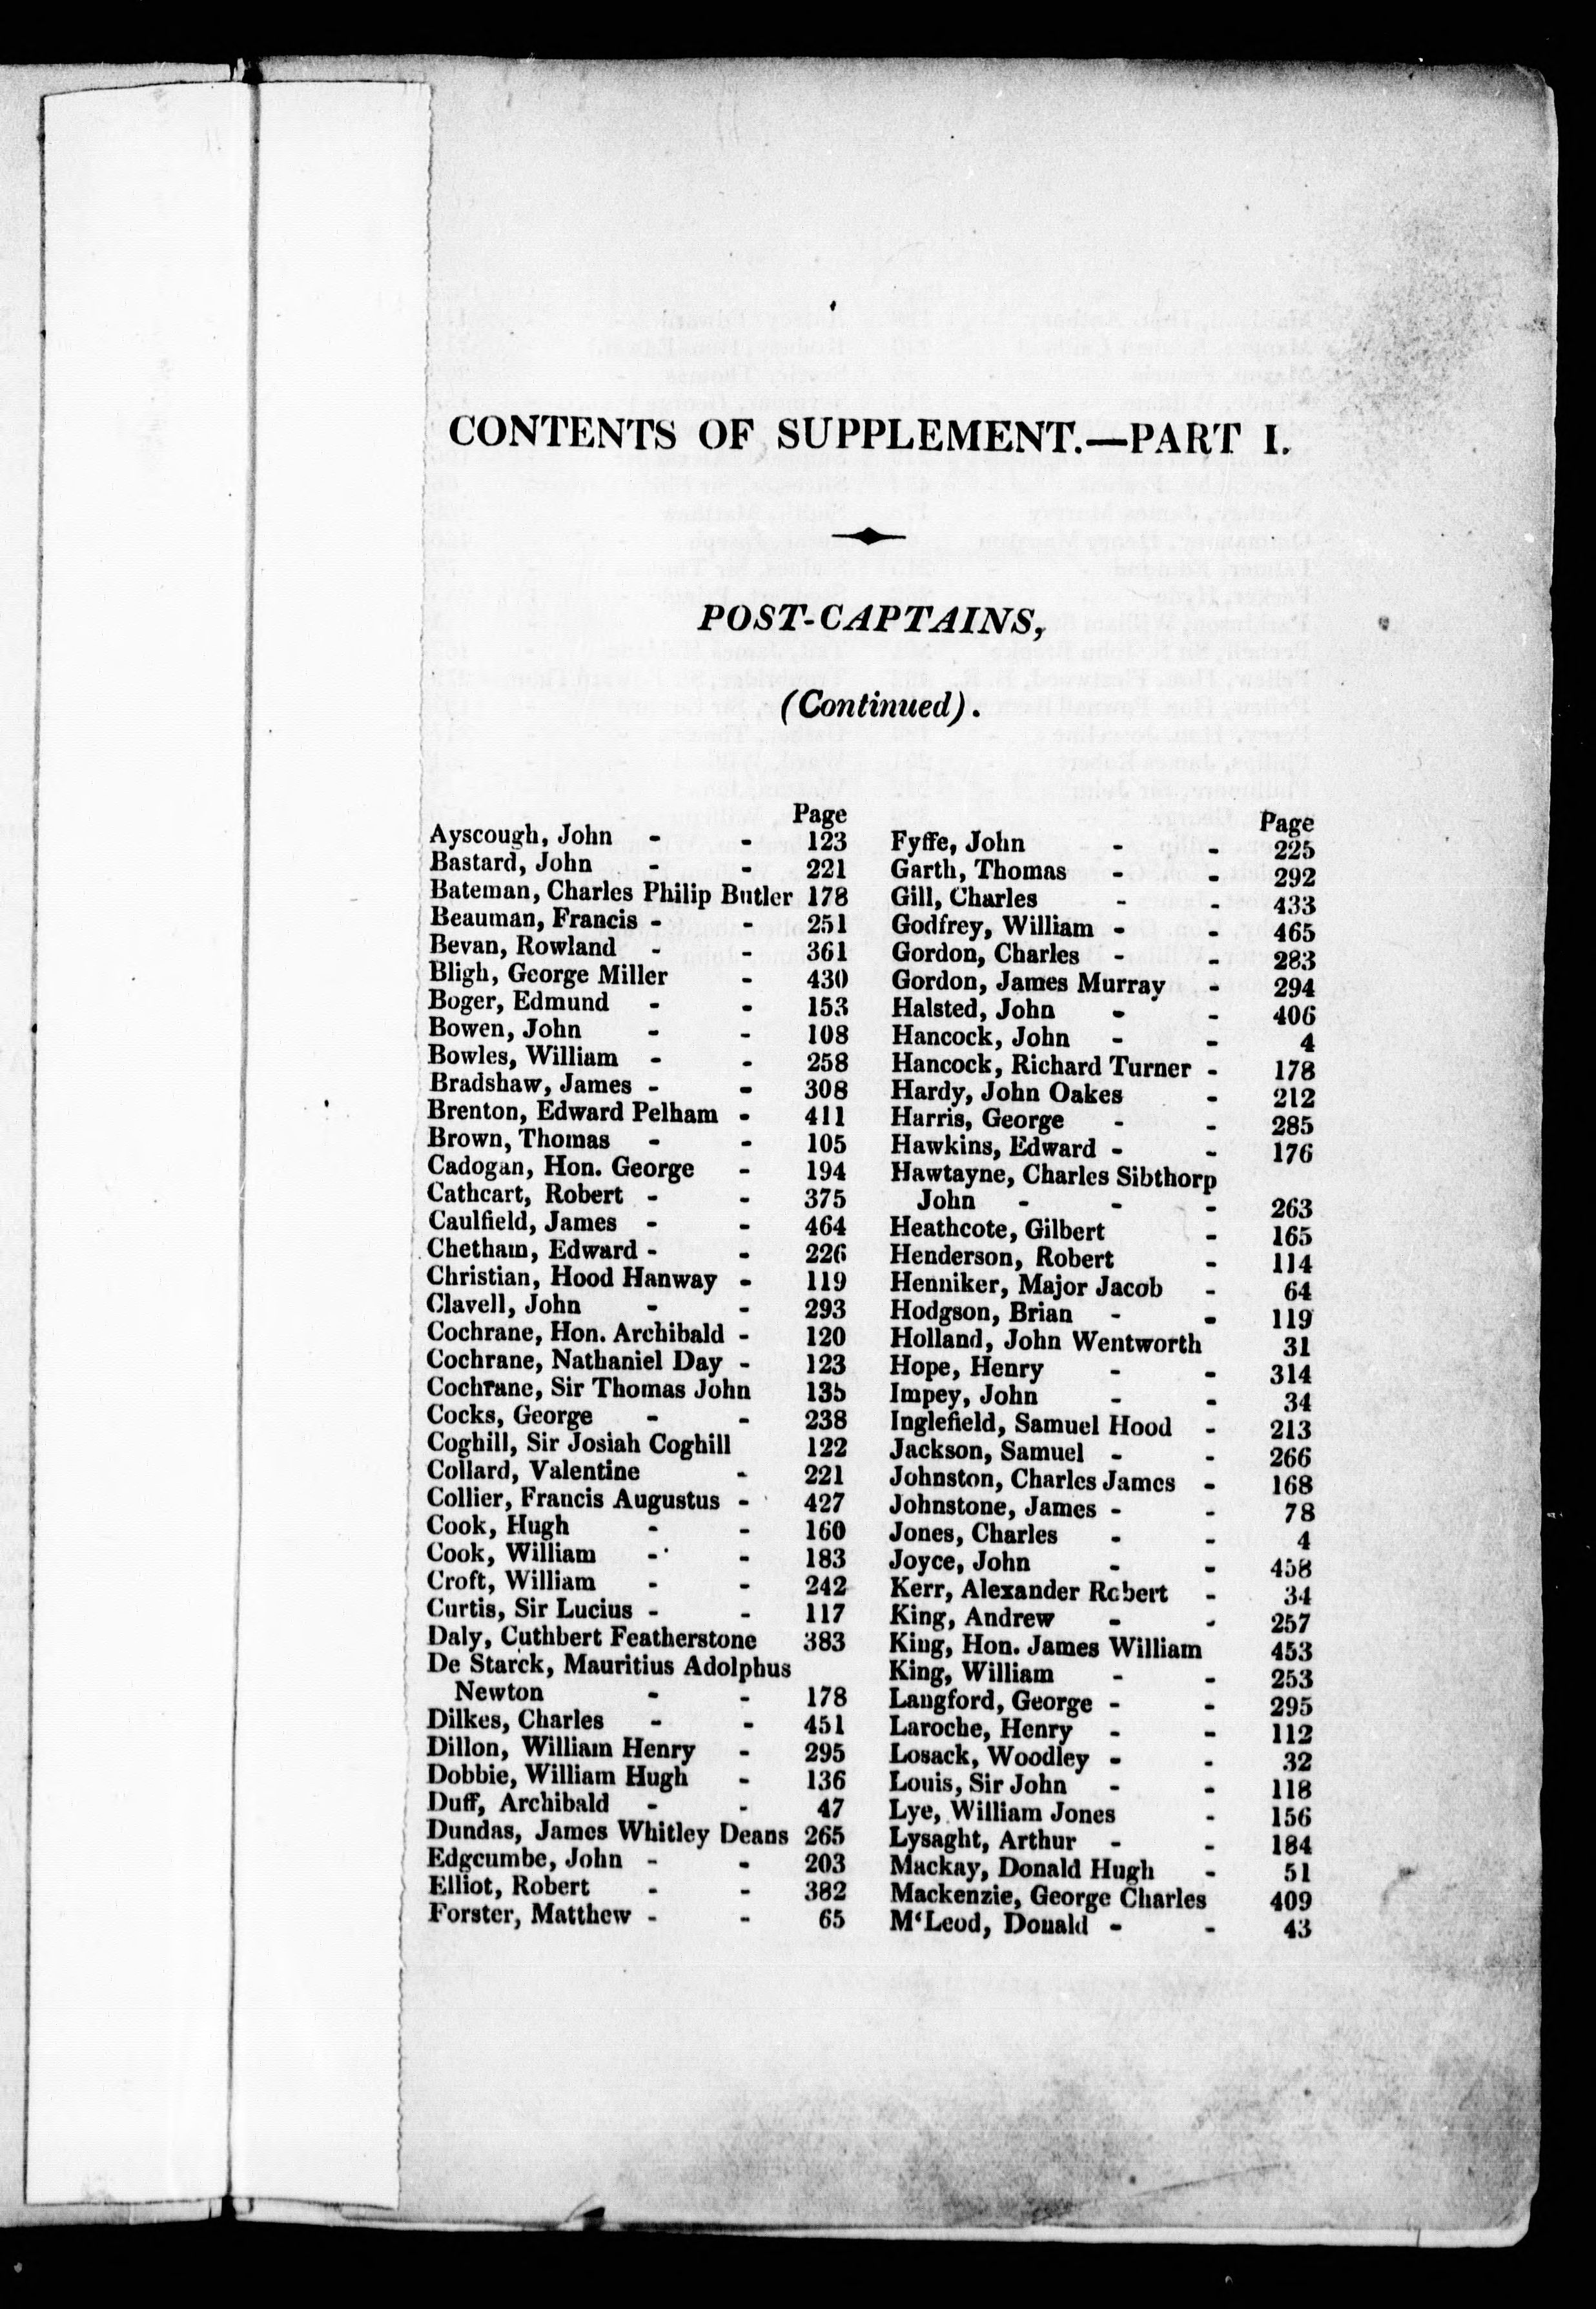 CONTENTS OF SUPPLEMENT.—PART I.
POST-CAPTAINS,
(Continued).
Page
Ayscough, John - - 123
Bastard, John - - 221
Bateman, Charles Philip Butler 178
Beauman, Francis - - 251
Bevan, Rowland - - 361
Bligh, George Miller - 430
Boger, Edmund - - 153
Bowen, John - - 108
Bowles, William - - 258
Bradshaw, James - - 308
Brenton, Edward Pelham - 411
Brown, Thomas - - 105
Cadogan, Hon. George - 194
Cathcart, Robert - - 375
Caulfield, James - - 464
Chetham, Edward - - 226
Christian, Hood Hanway - 119
Clavell, John - - 293
Cochrane, Hon. Archibald - 120
Cochrane, Nathaniel Day - 123
Cochrane, Sir Thomas John 135
Cocks, George - - 238
Coghill, Sir Josiah Coghill 122
Collard, Valentine - 221
Collier, Francis Augustus - 427
Cook, Hugh - - 160
Cook, William - - 183
Croft, William - - 242
Curtis, Sir Lucius - - 117
Daly, Cuthbert Featherstone 383
De Starck, Mauritius Adolphus
Newton - - 178
Dilkes, Charles - - 451
Dillon, William Henry - 295
Dobbie, William Hugh - 136
Duff, Archibald - - 47
Dundas, James Whitley Deans 265
Edgcumbe, John - - 203
Elliot, Robert - - 382
Forster, Matthew - - 65
Page
Fyffe, John - - 225
Garth, Thomas - - 292
Gill, Charles - - 433
Godfrey, William - - 465
Gordon, Charles - - 283
Gordon, James Murray - 294
Halsted, John - - 406
Hancock, John - - 4
Hancock, Richard Turner - 178
Hardy, John Oakes - 212
Harris, George - - 285
Hawkins, Edward - - 176
Hawtayne, Charles Sibthorp
John - - - 263
Heathcote, Gilbert - 165
Henderson, Robert - 114
Henniker, Major Jacob - 64
Hodgson, Brian - - 119
Holland, John Wentworth 31
Hope, Henry - - 314
Impey, John - - 34
Inglefield, Samuel Hood - 213
Jackson, Samuel - - 266
Johnston, Charles James - 168
Johnstone, James - - 78
Jones, Charles - - 4
Joyce, John - - 458
Kerr, Alexander Robert - 34
King, Andrew - - 257
King, Hon. James William 453
King, William - - 253
Langford, George - - 295
Laroche, Henry - - 112
Losack, Woodley - - 32
Louis, Sir John - - 118
Lye, William Jones - 156
Lysaght, Arthur - - 184
Mackay, Donald Hugh - 51
Mackenzie, George Charles 409
M‘Leod, Donald - - 43